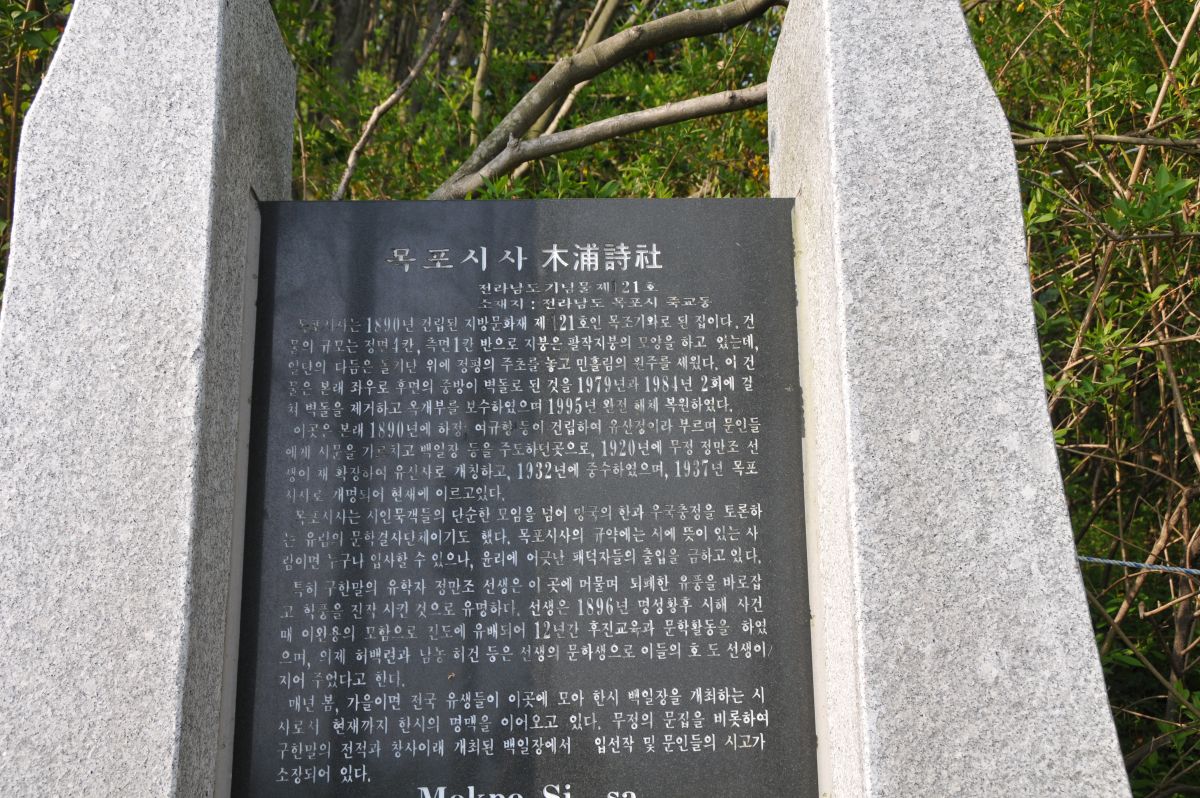 목포시사 木浦詩社
전라남도 기념물 제121호
소재지 : 전라남도 목포시 죽교동
목포시사는 1890년 건립된 지방문화재 제 121호인 목조기와로 된 집이다. 건
물의 규모는 정면4칸, 측면1칸 반으로 지붕은 팔작지붕의 모양을 하고 있는데,
일단의 다듬은 돌기단 위에 정평의 주초를 놓고 민흘림의 원주를 세웠다. 이 건
물은 본래 좌우로 후면의 중방이 벽돌로 된 것을 1979년과 1984년 2회에 걸
쳐 벽돌을 제거하고 옥개부를 보수하였으며 1995년 완전 해체 복원하였다.
이곳은 본래 1890년에 하정 여규형 등이 건립하여 유산정이라 부르며 문인들
에게 시문을 가르치고 백일장 등을 주도하던곳으로, 1920년에 무정 정만조 선
생이 재 확장하여 유산사로 개칭하고, 1932년에 중수하였으며, 1937년 목포
시사로 개명되어 현재에 이르고있다.
목포시사는 시인묵객들의 단순한 모임을 넘어 망국의 한과 우국충정을 토론하
는 유림의 문학결사단체이기도 했다. 목포시사의 규약에는 시에 뜻이 있는 사
람이면 누구나 입사할 수 있으나, 윤리에 어긋난 패덕자들의 출입을 금하고 있다.
특히 구한말의 유학자 정만조 선생은 이 곳에 머물며 퇴폐한 유풍을 바로잡
고 학풍을 진작 시킨 것으로 유명하다. 선생은 1896년 명성황후 시해 사건
때 이완용의 모함으로 진도에 유배되어 12년간 후진교육과 문학활동을 하였
으며, 의제 허백련과 남농 허건 등은 선생의 문하생으로 이들의 호 도 선생이
지어 주었다고 한다.
매년 봄, 가을이면 전국 유생들이 이곳에 모아 한시 백일장을 개최하는 시
사로서 현재까지 한시의 명맥을 이어오고 있다. 무정의 문집을 비롯하여
구한말의 전적과 창사이래 개최된 백일장에서 입선작 및 문인들의 시고가
소장되어 있다.
Mokpo Si sa